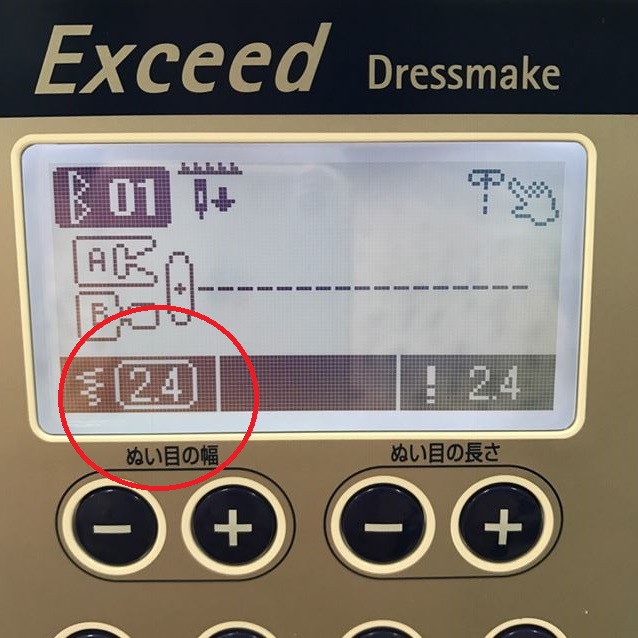 Exceed Dressmake
01
A
B
2.4 2.4
ぬい目の幅 ぬい目の長さ
- + - +